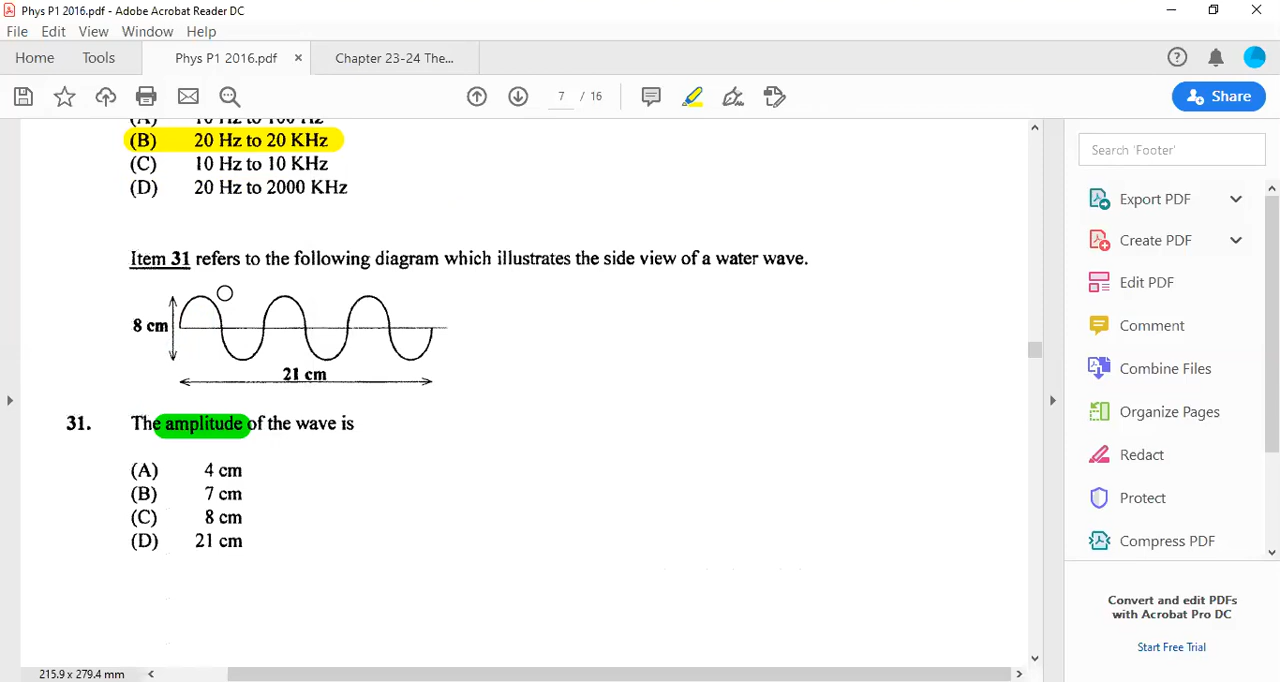 Phys P1 2016.pdf - Adobe Acrobat Reader DC
File Edit View Window Help
Home Tools Phys P1 2016.pdf × Chapter 23-24 The...
7 / 16
Share
(A) 10 Hz to 100 Hz
(B) 20 Hz to 20 KHz
(C) 10 Hz to 10 KHz
(D) 20 Hz to 2000 KHz
Item 31 refers to the following diagram which illustrates the side view of a water wave.
8 cm
21 cm
31. The amplitude of the wave is
(A) 4 cm
(B) 7 cm
(C) 8 cm
(D) 21 cm
215.9 x 279.4 mm
Search 'Footer'
Export PDF
Create PDF
Edit PDF
Comment
Combine Files
Organize Pages
Redact
Protect
Compress PDF
Convert and edit PDFs
with Acrobat Pro DC
Start Free Trial